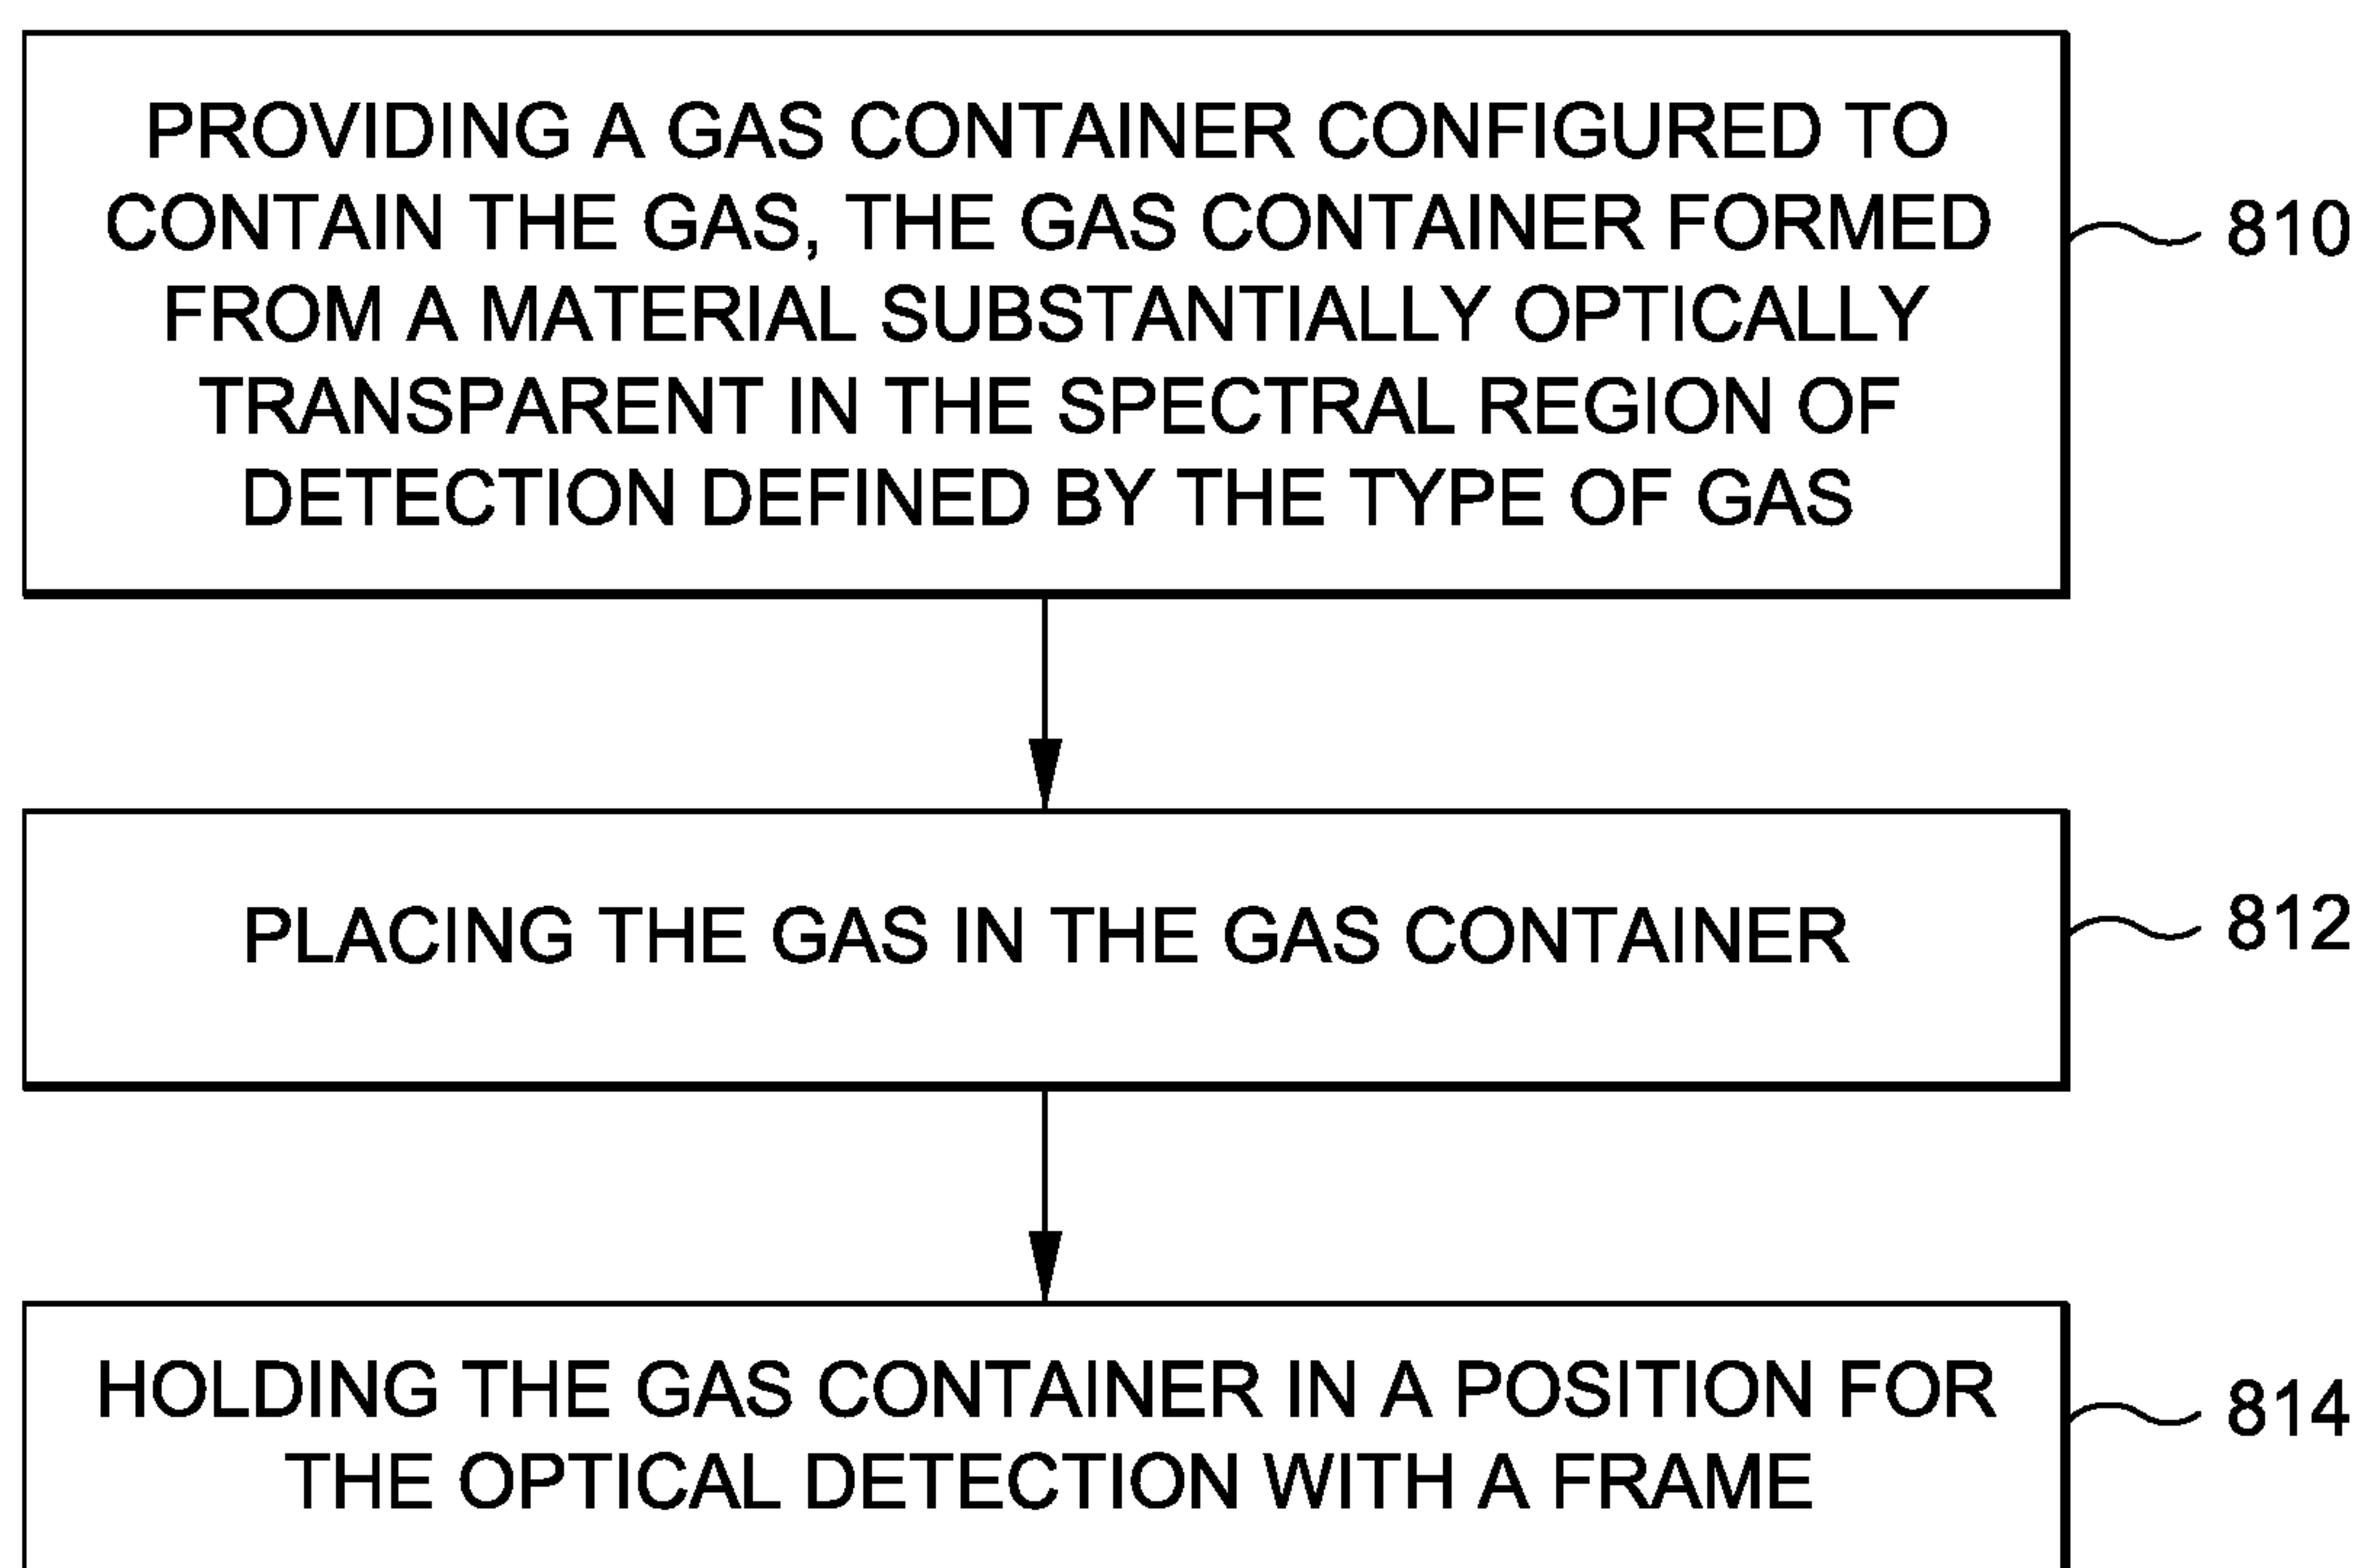 PROVIDING A GAS CONTAINER CONFIGURED TO
CONTAIN THE GAS, THE GAS CONTAINER FORMED
FROM A MATERIAL SUBSTANTIALLY OPTICALLY
TRANSPARENT IN THE SPECTRAL REGION OF
DETECTION DEFINED BY THE TYPE OF GAS
810
PLACING THE GAS IN THE GAS CONTAINER
812
HOLDING THE GAS CONTAINER IN A POSITION FOR
THE OPTICAL DETECTION WITH A FRAME
814